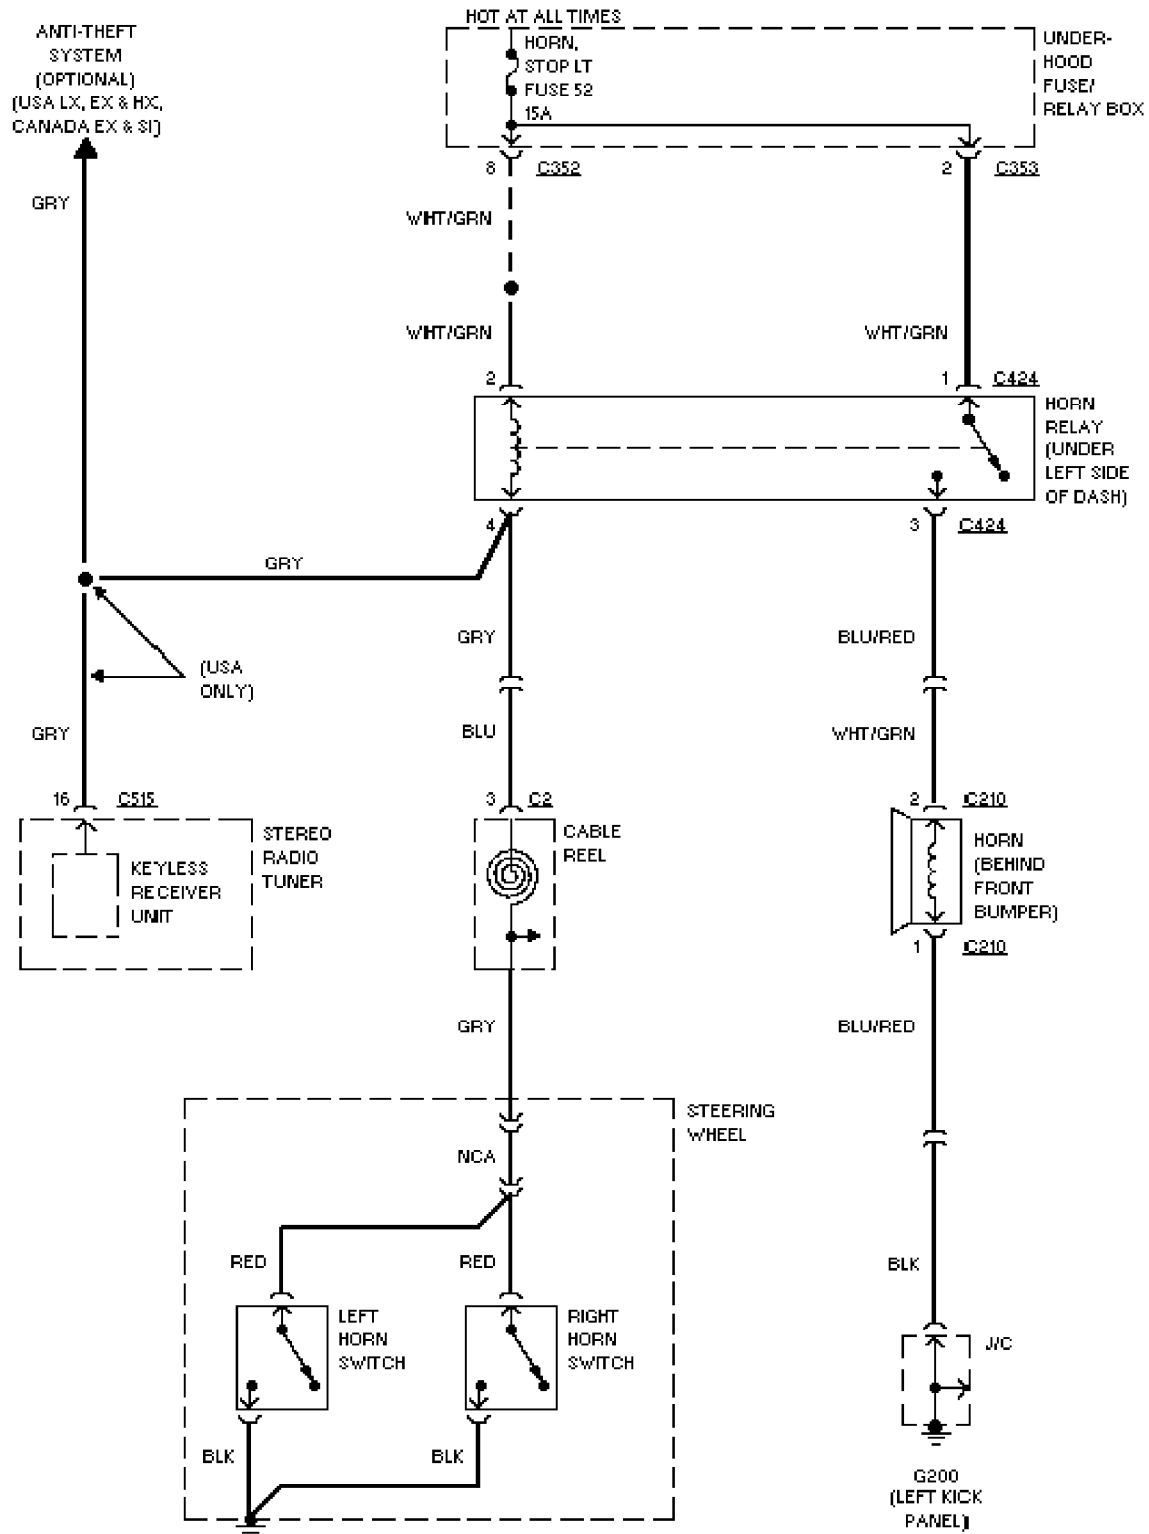 HOT AT ALL TIMES
ANTI-THEFT
SYSTEM
(OPTIONAL)
(USA LX, EX & HX,
CANADA EX & SI)
HORN,
STOP LT
FUSE 52
15A
UNDER-
HOOD
FUSE/
RELAY BOX
8 C352
2 C353
GRY
WHT/GRN
WHT/GRN
WHT/GRN
2
1 C424
HORN
RELAY
(UNDER
LEFT SIDE
OF DASH)
4
3 C424
GRY
GRY
BLU/RED
(USA
ONLY)
GRY
BLU
WHT/GRN
16 C515
3 C2
2 C210
STEREO
RADIO
TUNER
KEYLESS
RECEIVER
UNIT
CABLE
REEL
HORN
(BEHIND
FRONT
BUMPER)
1 C210
GRY
BLU/RED
STEERING
WHEEL
NCA
RED
RED
BLK
LEFT
HORN
SWITCH
RIGHT
HORN
SWITCH
J/C
BLK
BLK
G200
(LEFT KICK
PANEL)